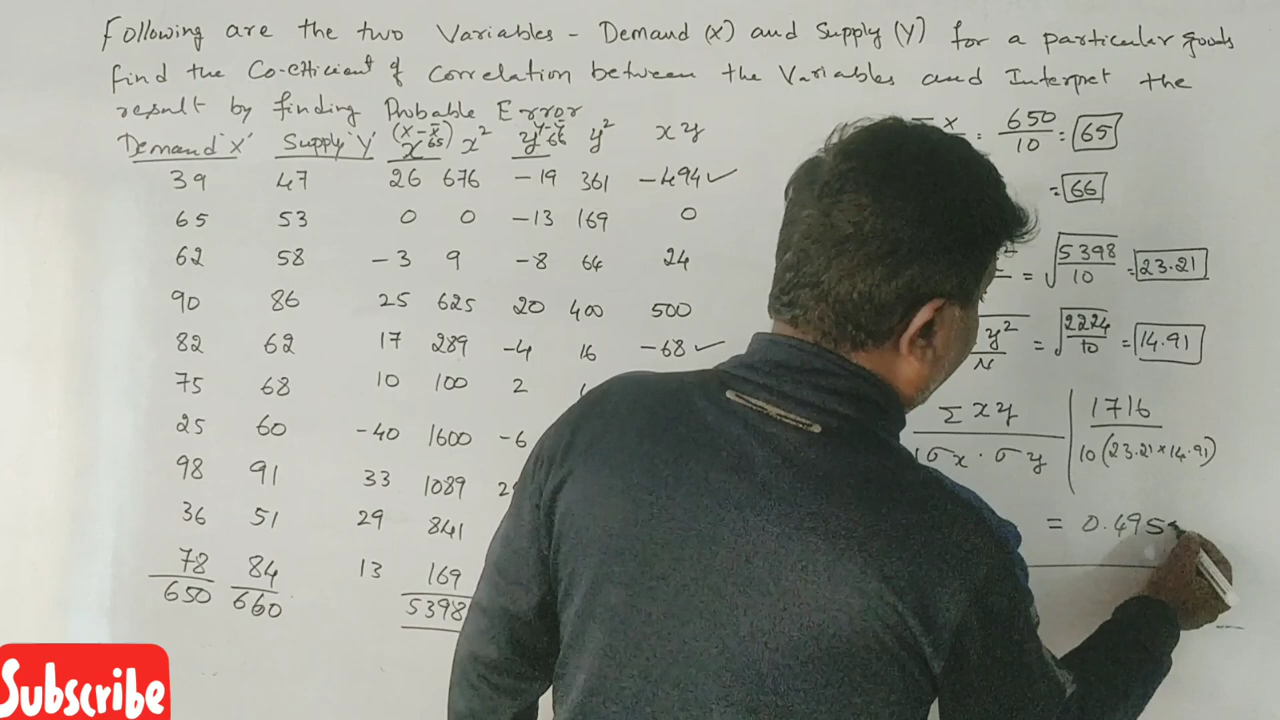 Following are the two Variables - Demand (X) and Supply (Y) for a particular goods
find the Co-efficient of Correlation between the Variables and Interpret the
result by finding Probable Error
Demand 'X' Supply 'Y' (X-X̄ 65) x x² Y-Ȳ 66 y y² xy
39 47 26 676 -19 361 -494 ✓
65 53 0 0 -13 169 0
62 58 -3 9 -8 64 24
90 86 25 625 20 400 500
82 62 17 289 -4 16 -68 ✓
75 68 10 100 2
25 60 -40 1600 -6
98 91 33 1089
36 51 29 841
78 84 13 169
650 660 5398
x = 650/10 = 65
= 66
= √5398/10 = 23.21
y²/N = √2224/10 = 14.91
Σxy / σx · σy | 1716 / 10(23.21×14.91)
= 0.495
Subscribe